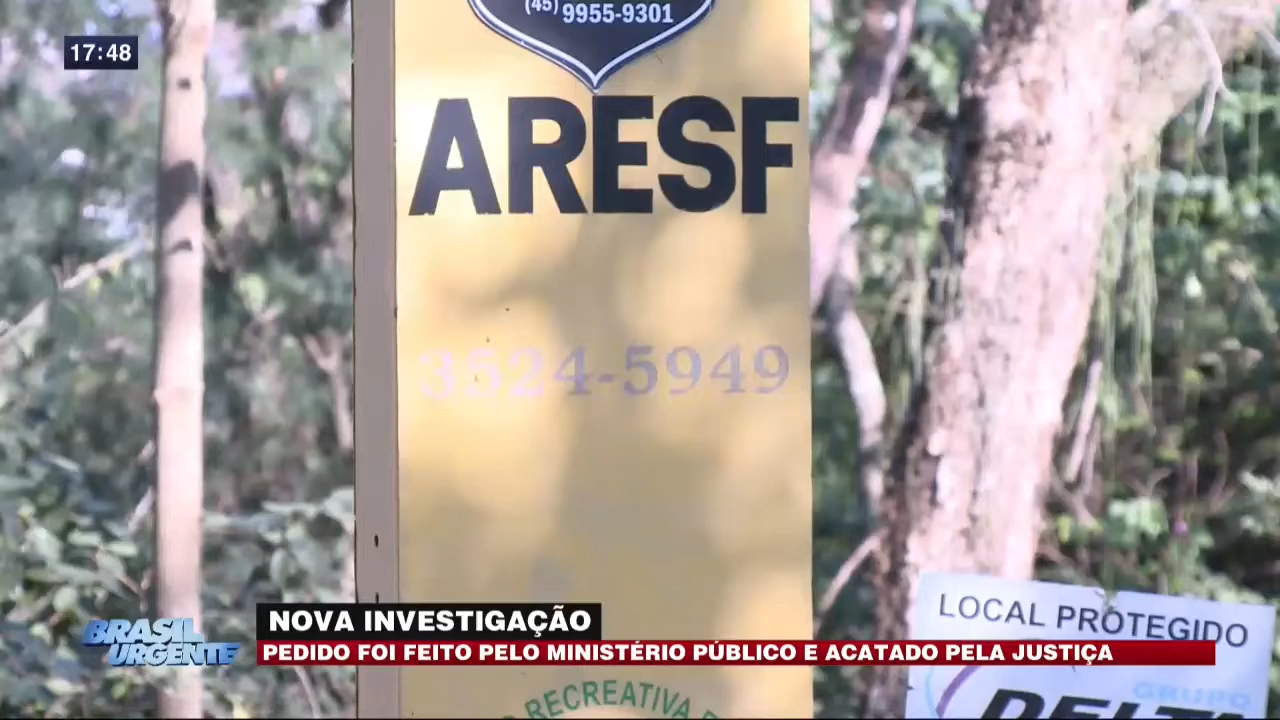 17:48
(45) 9955-9301
ARESF
3524-5949
LOCAL PROTEGIDO
GRUPO
NOVA INVESTIGAÇÃO
BRASIL
URGENTE
PEDIDO FOI FEITO PELO MINISTÉRIO PÚBLICO E ACATADO PELA JUSTIÇA
RECREATIVA